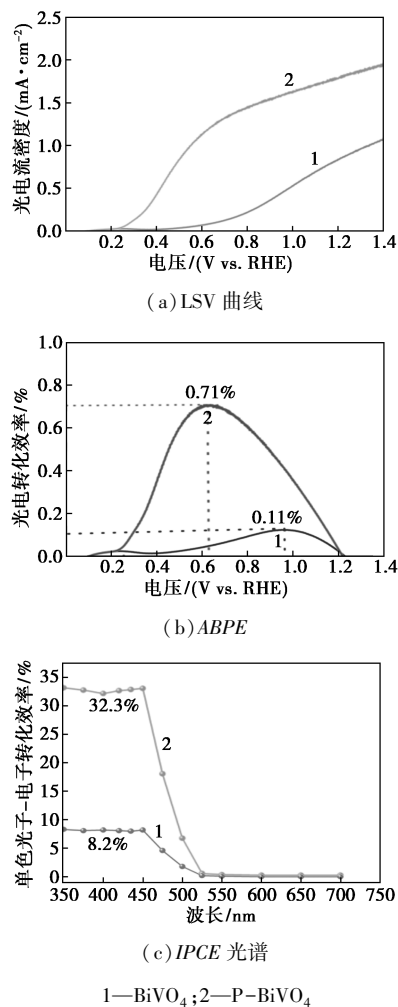 2.5
2.0
1.5
1.0
0.5
0.0
光电流密度/(mA·cm⁻²)
2
1
0.2 0.4 0.6 0.8 1.0 1.2 1.4
电压/(V vs. RHE)
(a)LSV 曲线
1.0
0.8
0.6
0.4
0.2
0.0
光电转化效率/%
0.71%
2
0.11%
1
0.2 0.4 0.6 0.8 1.0 1.2 1.4
电压/(V vs. RHE)
(b)ABPE
35
30
25
20
15
10
5
0
单色光子-电子转化效率/%
32.3%
2
1
8.2%
350 400 450 500 550 600 650 700 750
波长/nm
(c)IPCE 光谱
1—BiVO₄;2—P-BiVO₄